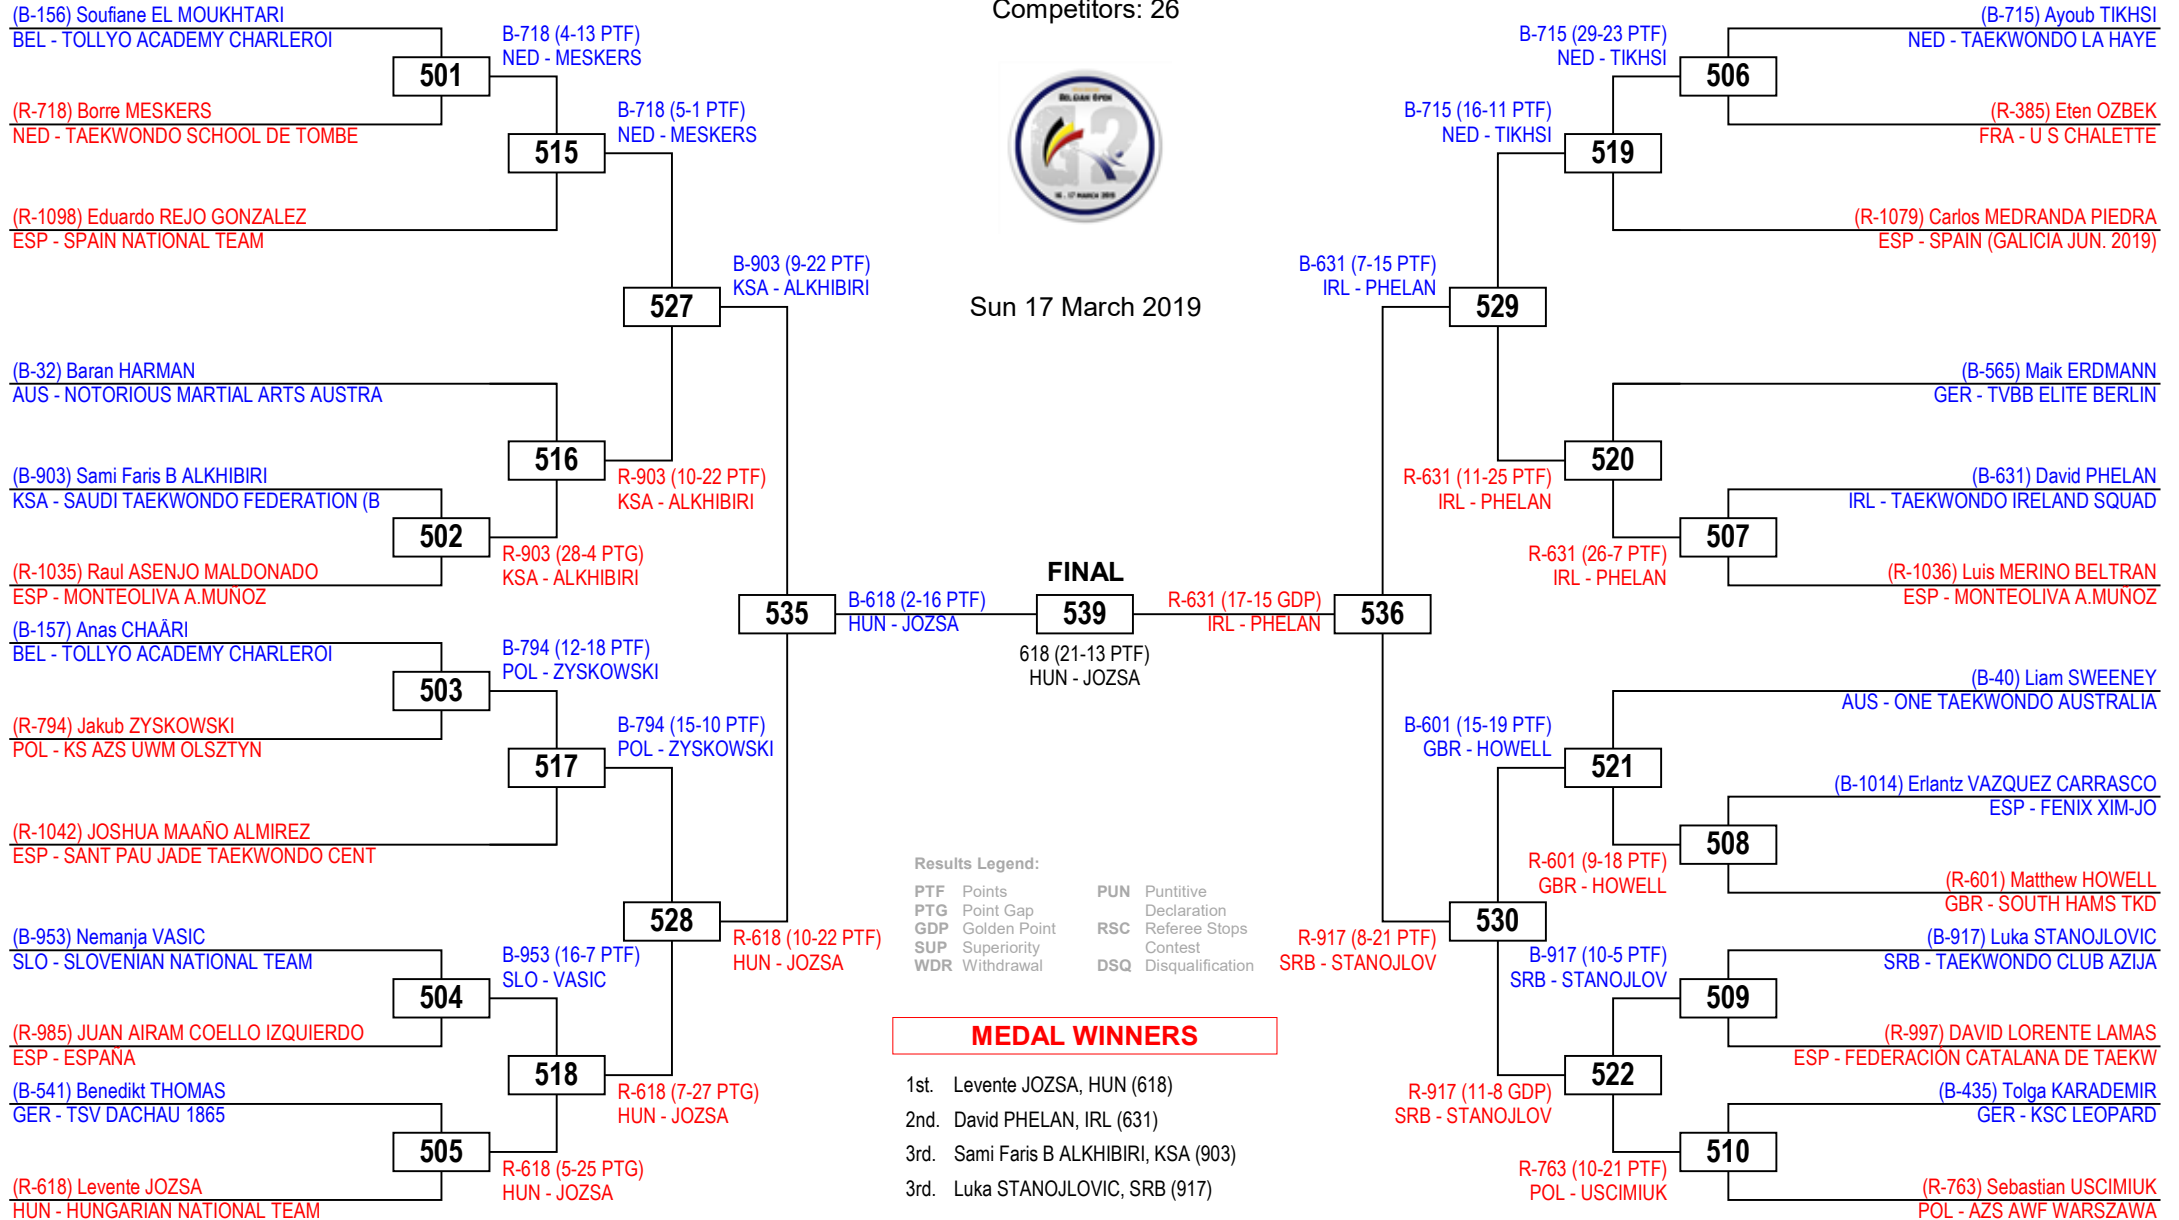 Competitors: 26
BELGIAN OPEN
G2
16 - 17 MARCH 2019
Sun 17 March 2019
(B-156) Soufiane EL MOUKHTARI
BEL - TOLLYO ACADEMY CHARLEROI
501
(R-718) Borre MESKERS
NED - TAEKWONDO SCHOOL DE TOMBE
B-718 (4-13 PTF)
NED - MESKERS
515
(R-1098) Eduardo REJO GONZALEZ
ESP - SPAIN NATIONAL TEAM
B-718 (5-1 PTF)
NED - MESKERS
527
B-903 (9-22 PTF)
KSA - ALKHIBIRI
(B-32) Baran HARMAN
AUS - NOTORIOUS MARTIAL ARTS AUSTRA
516
(B-903) Sami Faris B ALKHIBIRI
KSA - SAUDI TAEKWONDO FEDERATION (B
502
(R-1035) Raul ASENJO MALDONADO
ESP - MONTEOLIVA A.MUÑOZ
R-903 (28-4 PTG)
KSA - ALKHIBIRI
R-903 (10-22 PTF)
KSA - ALKHIBIRI
(B-157) Anas CHAÂRI
BEL - TOLLYO ACADEMY CHARLEROI
503
(R-794) Jakub ZYSKOWSKI
POL - KS AZS UWM OLSZTYN
B-794 (12-18 PTF)
POL - ZYSKOWSKI
517
(R-1042) JOSHUA MAAÑO ALMIREZ
ESP - SANT PAU JADE TAEKWONDO CENT
B-794 (15-10 PTF)
POL - ZYSKOWSKI
528
R-618 (10-22 PTF)
HUN - JOZSA
(B-953) Nemanja VASIC
SLO - SLOVENIAN NATIONAL TEAM
504
(R-985) JUAN AIRAM COELLO IZQUIERDO
ESP - ESPAÑA
B-953 (16-7 PTF)
SLO - VASIC
518
(B-541) Benedikt THOMAS
GER - TSV DACHAU 1865
505
(R-618) Levente JOZSA
HUN - HUNGARIAN NATIONAL TEAM
R-618 (5-25 PTG)
HUN - JOZSA
R-618 (7-27 PTG)
HUN - JOZSA
535
B-618 (2-16 PTF)
HUN - JOZSA
FINAL
539
618 (21-13 PTF)
HUN - JOZSA
R-631 (17-15 GDP)
IRL - PHELAN
536
(B-715) Ayoub TIKHSI
NED - TAEKWONDO LA HAYE
506
(R-385) Eten OZBEK
FRA - U S CHALETTE
B-715 (29-23 PTF)
NED - TIKHSI
519
(R-1079) Carlos MEDRANDA PIEDRA
ESP - SPAIN (GALICIA JUN. 2019)
B-715 (16-11 PTF)
NED - TIKHSI
529
B-631 (7-15 PTF)
IRL - PHELAN
(B-565) Maik ERDMANN
GER - TVBB ELITE BERLIN
520
(B-631) David PHELAN
IRL - TAEKWONDO IRELAND SQUAD
507
(R-1036) Luis MERINO BELTRAN
ESP - MONTEOLIVA A.MUÑOZ
R-631 (26-7 PTF)
IRL - PHELAN
R-631 (11-25 PTF)
IRL - PHELAN
(B-40) Liam SWEENEY
AUS - ONE TAEKWONDO AUSTRALIA
521
(B-1014) Erlantz VAZQUEZ CARRASCO
ESP - FENIX XIM-JO
508
(R-601) Matthew HOWELL
GBR - SOUTH HAMS TKD
R-601 (9-18 PTF)
GBR - HOWELL
B-601 (15-19 PTF)
GBR - HOWELL
530
R-917 (8-21 PTF)
SRB - STANOJLOV
(B-917) Luka STANOJLOVIC
SRB - TAEKWONDO CLUB AZIJA
509
(R-997) DAVID LORENTE LAMAS
ESP - FEDERACIÓN CATALANA DE TAEKW
B-917 (10-5 PTF)
SRB - STANOJLOV
522
(B-435) Tolga KARADEMIR
GER - KSC LEOPARD
510
(R-763) Sebastian USCIMIUK
POL - AZS AWF WARSZAWA
R-763 (10-21 PTF)
POL - USCIMIUK
R-917 (11-8 GDP)
SRB - STANOJLOV
Results Legend:
PTF Points
PTG Point Gap
GDP Golden Point
SUP Superiority
WDR Withdrawal
PUN Puntitive
Declaration
RSC Referee Stops
Contest
DSQ Disqualification
MEDAL WINNERS
1st. Levente JOZSA, HUN (618)
2nd. David PHELAN, IRL (631)
3rd. Sami Faris B ALKHIBIRI, KSA (903)
3rd. Luka STANOJLOVIC, SRB (917)